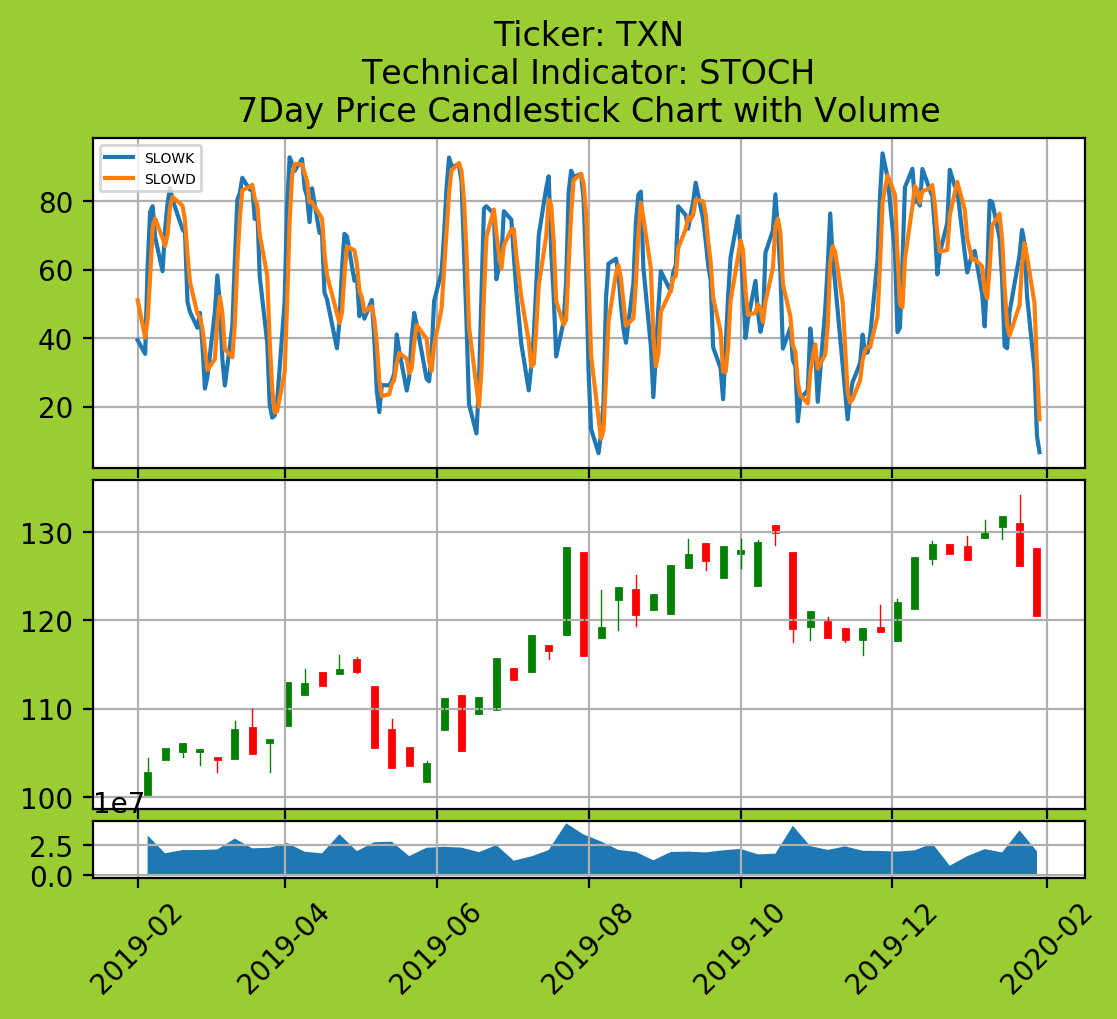 Ticker: TXN
Technical Indicator: STOCH
7Day Price Candlestick Chart with Volume
SLOWK
SLOWD
80
60
40
20
130
120
110
100
1e7
2.5
0.0
2019-02
2019-04
2019-06
2019-08
2019-10
2019-12
2020-02